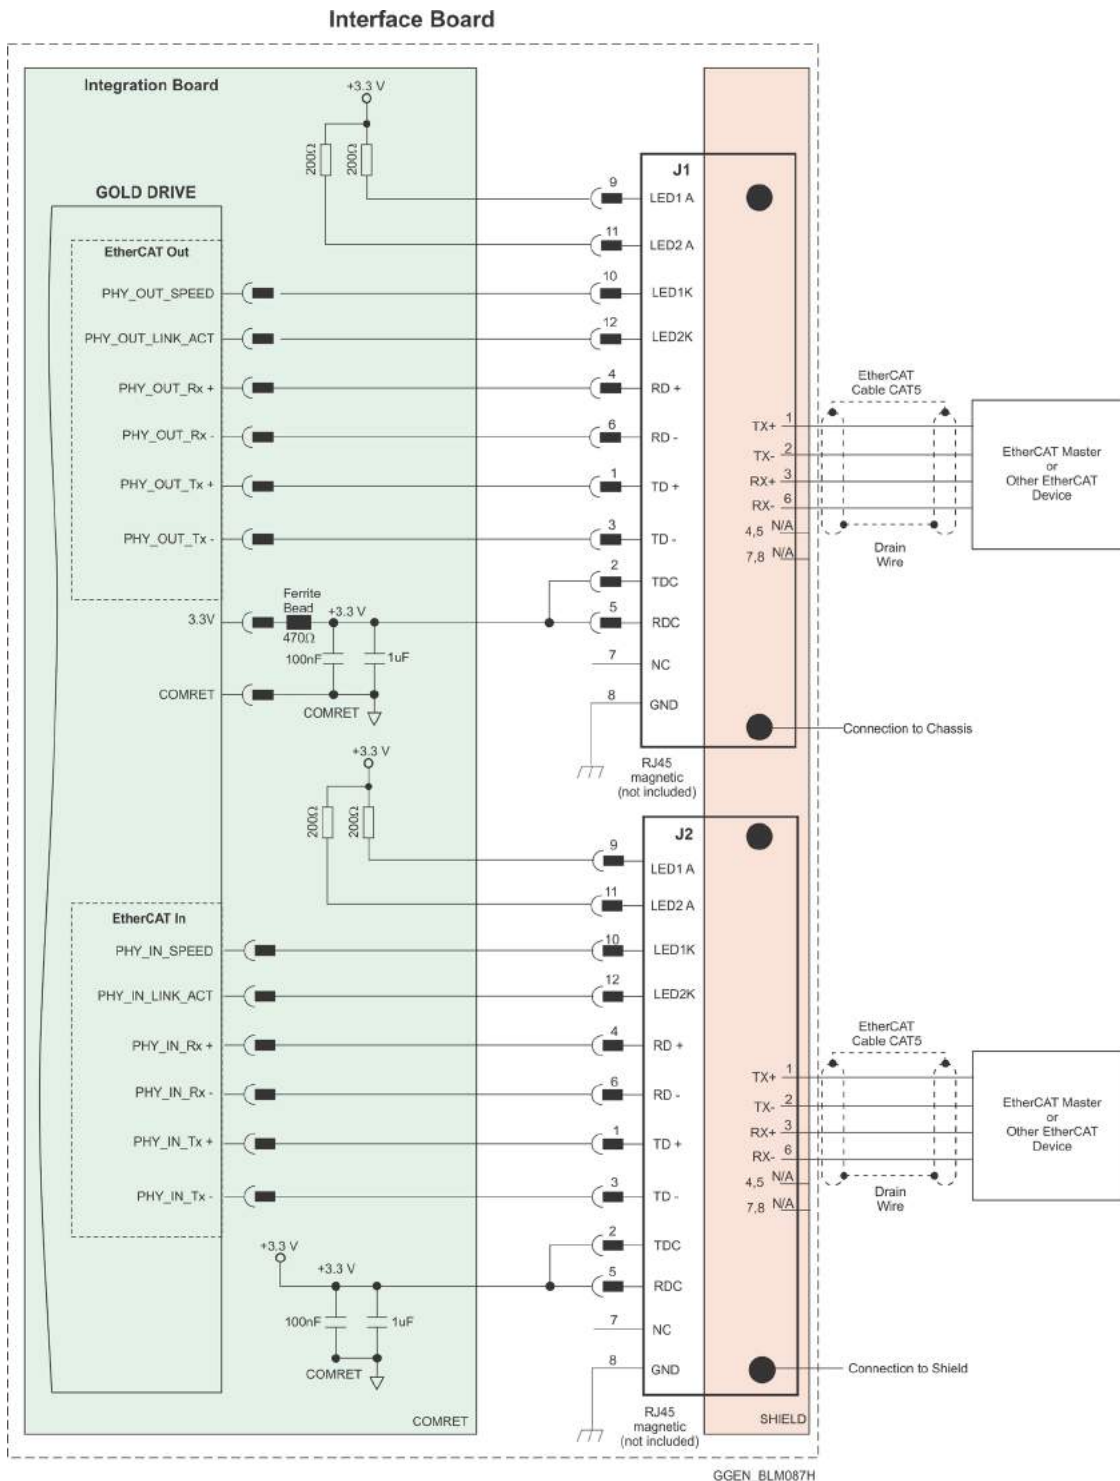 Interface Board
Integration Board
+3.3 V
200Ω
200Ω
GOLD DRIVE
J1
9
LED1 A
EtherCAT Out
11
LED2 A
PHY_OUT_SPEED
10
LED1K
PHY_OUT_LINK_ACT
12
LED2K
PHY_OUT_Rx +
4
RD +
PHY_OUT_Rx -
6
RD -
PHY_OUT_Tx +
1
TD +
PHY_OUT_Tx -
3
TD -
2
TDC
3.3V
Ferrite
Bead
470Ω
+3.3 V
5
RDC
100nF
1uF
7
NC
COMRET
COMRET
8
GND
TX+ 1
TX- 2
RX+ 3
RX- 6
4,5 N/A
7,8 N/A
EtherCAT
Cable CAT5
Drain
Wire
EtherCAT Master
or
Other EtherCAT
Device
Connection to Chassis
RJ45
magnetic
(not included)
+3.3 V
200Ω
200Ω
J2
9
LED1 A
11
LED2 A
EtherCAT In
PHY_IN_SPEED
10
LED1K
PHY_IN_LINK_ACT
12
LED2K
PHY_IN_Rx +
4
RD +
PHY_IN_Rx -
6
RD -
PHY_IN_Tx +
1
TD +
PHY_IN_Tx -
3
TD -
2
TDC
+3.3 V
+3.3 V
5
RDC
100nF
1uF
7
NC
COMRET
8
GND
TX+ 1
TX- 2
RX+ 3
RX- 6
4,5 N/A
7,8 N/A
EtherCAT
Cable CAT5
Drain
Wire
EtherCAT Master
or
Other EtherCAT
Device
Connection to Shield
COMRET
RJ45
magnetic
(not included)
SHIELD
GGEN_BLM087H